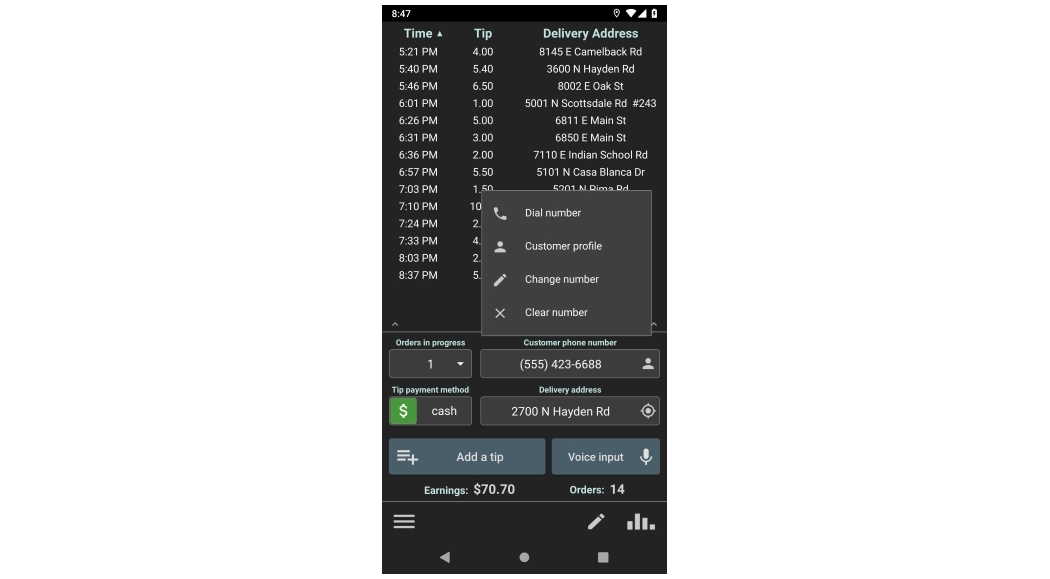 8:47
Time ▲ Tip Delivery Address
5:21 PM 4.00 8145 E Camelback Rd
5:40 PM 5.40 3600 N Hayden Rd
5:46 PM 6.50 8002 E Oak St
6:01 PM 1.00 5001 N Scottsdale Rd #243
6:26 PM 5.00 6811 E Main St
6:31 PM 3.00 6850 E Main St
6:36 PM 2.00 7110 E Indian School Rd
6:57 PM 5.50 5101 N Casa Blanca Dr
7:03 PM 1.50 5201 N Pima Rd
7:10 PM 10
7:24 PM 2.
7:33 PM 4.
8:03 PM 2.
8:37 PM 5.
Dial number
Customer profile
Change number
Clear number
Orders in progress Customer phone number
1 (555) 423-6688
Tip payment method Delivery address
$ cash 2700 N Hayden Rd
Add a tip Voice input
Earnings: $70.70 Orders: 14